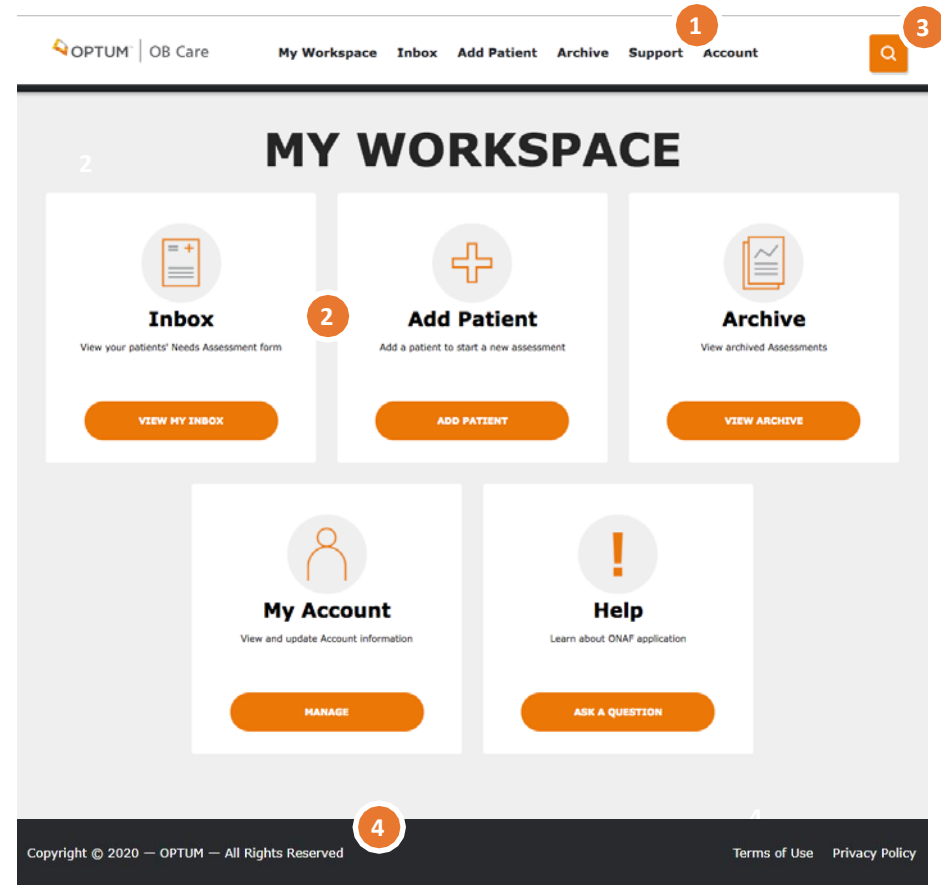 1
3
OPTUM™ | OB Care My Workspace Inbox Add Patient Archive Support Account
MY WORKSPACE
2
Inbox
View your patients' Needs Assessment form
VIEW MY INBOX
2
Add Patient
Add a patient to start a new assessment
ADD PATIENT
Archive
View archived Assessments
VIEW ARCHIVE
My Account
View and update Account information
MANAGE
Help
Learn about ONAF application
ASK A QUESTION
4
4
Copyright © 2020 — OPTUM — All Rights Reserved
Terms of Use Privacy Policy